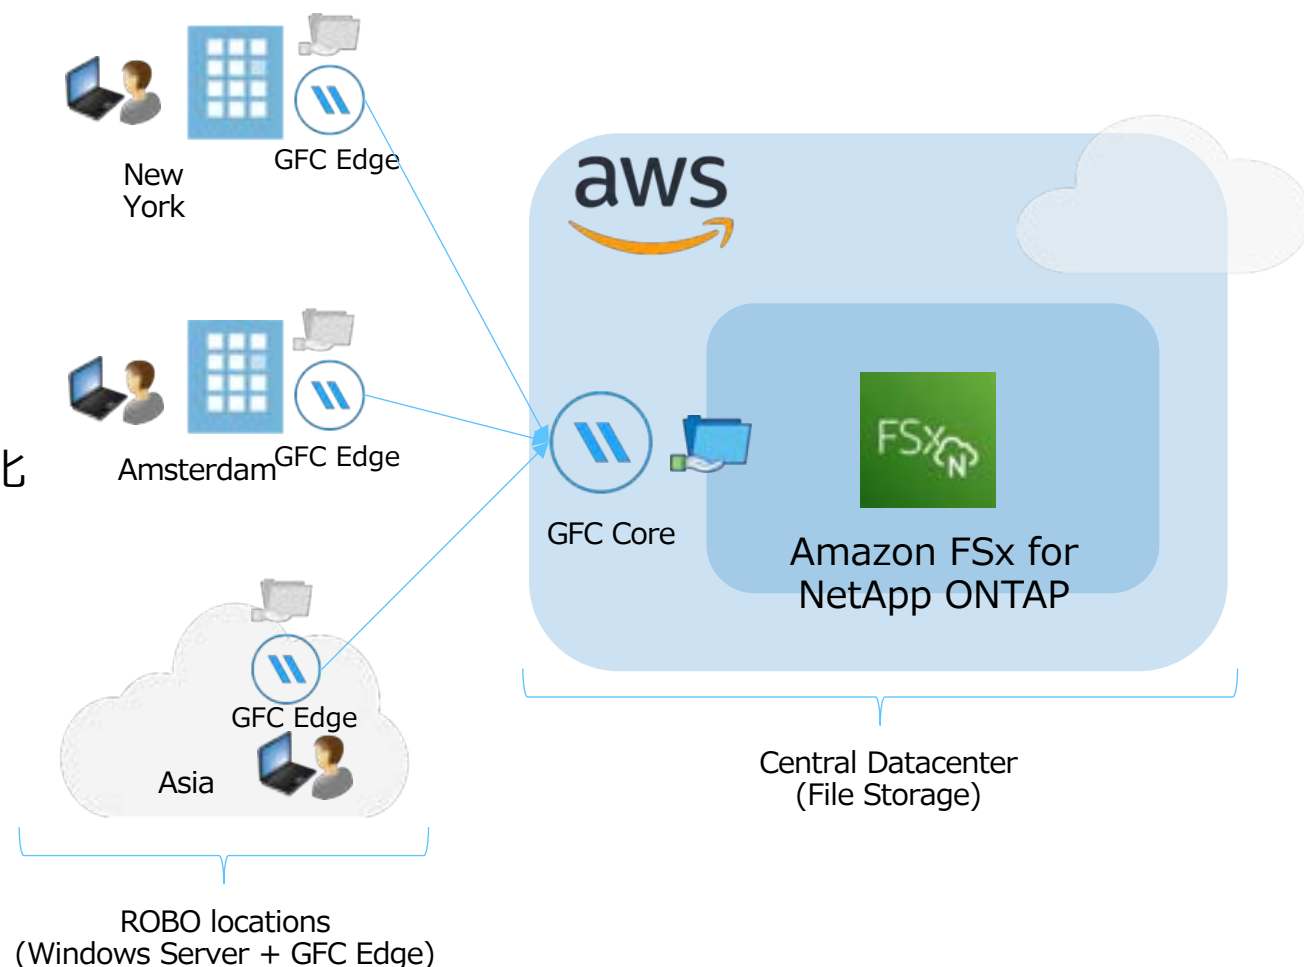 GFC Edge
New
York
aws
GFC Edge
Amsterdam
化
FSx
N
GFC Core
Amazon FSx for
NetApp ONTAP
GFC Edge
Asia
Central Datacenter
(File Storage)
ROBO locations
(Windows Server + GFC Edge)